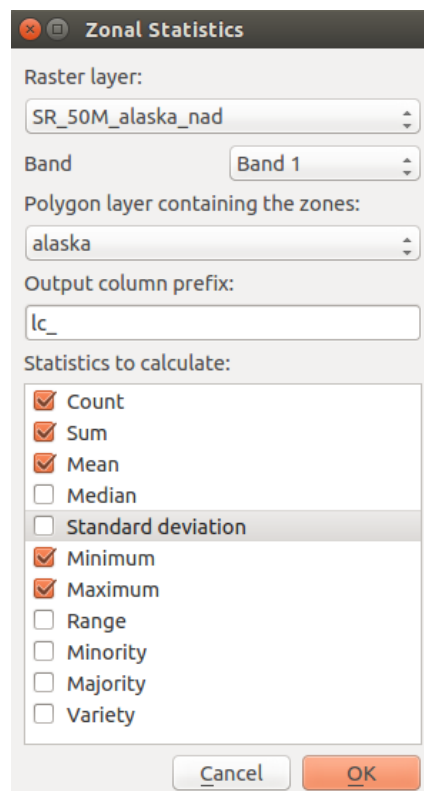 Zonal Statistics
Raster layer:
SR_50M_alaska_nad
Band Band 1
Polygon layer containing the zones:
alaska
Output column prefix:
lc_
Statistics to calculate:
Count
Sum
Mean
Median
Standard deviation
Minimum
Maximum
Range
Minority
Majority
Variety
Cancel OK